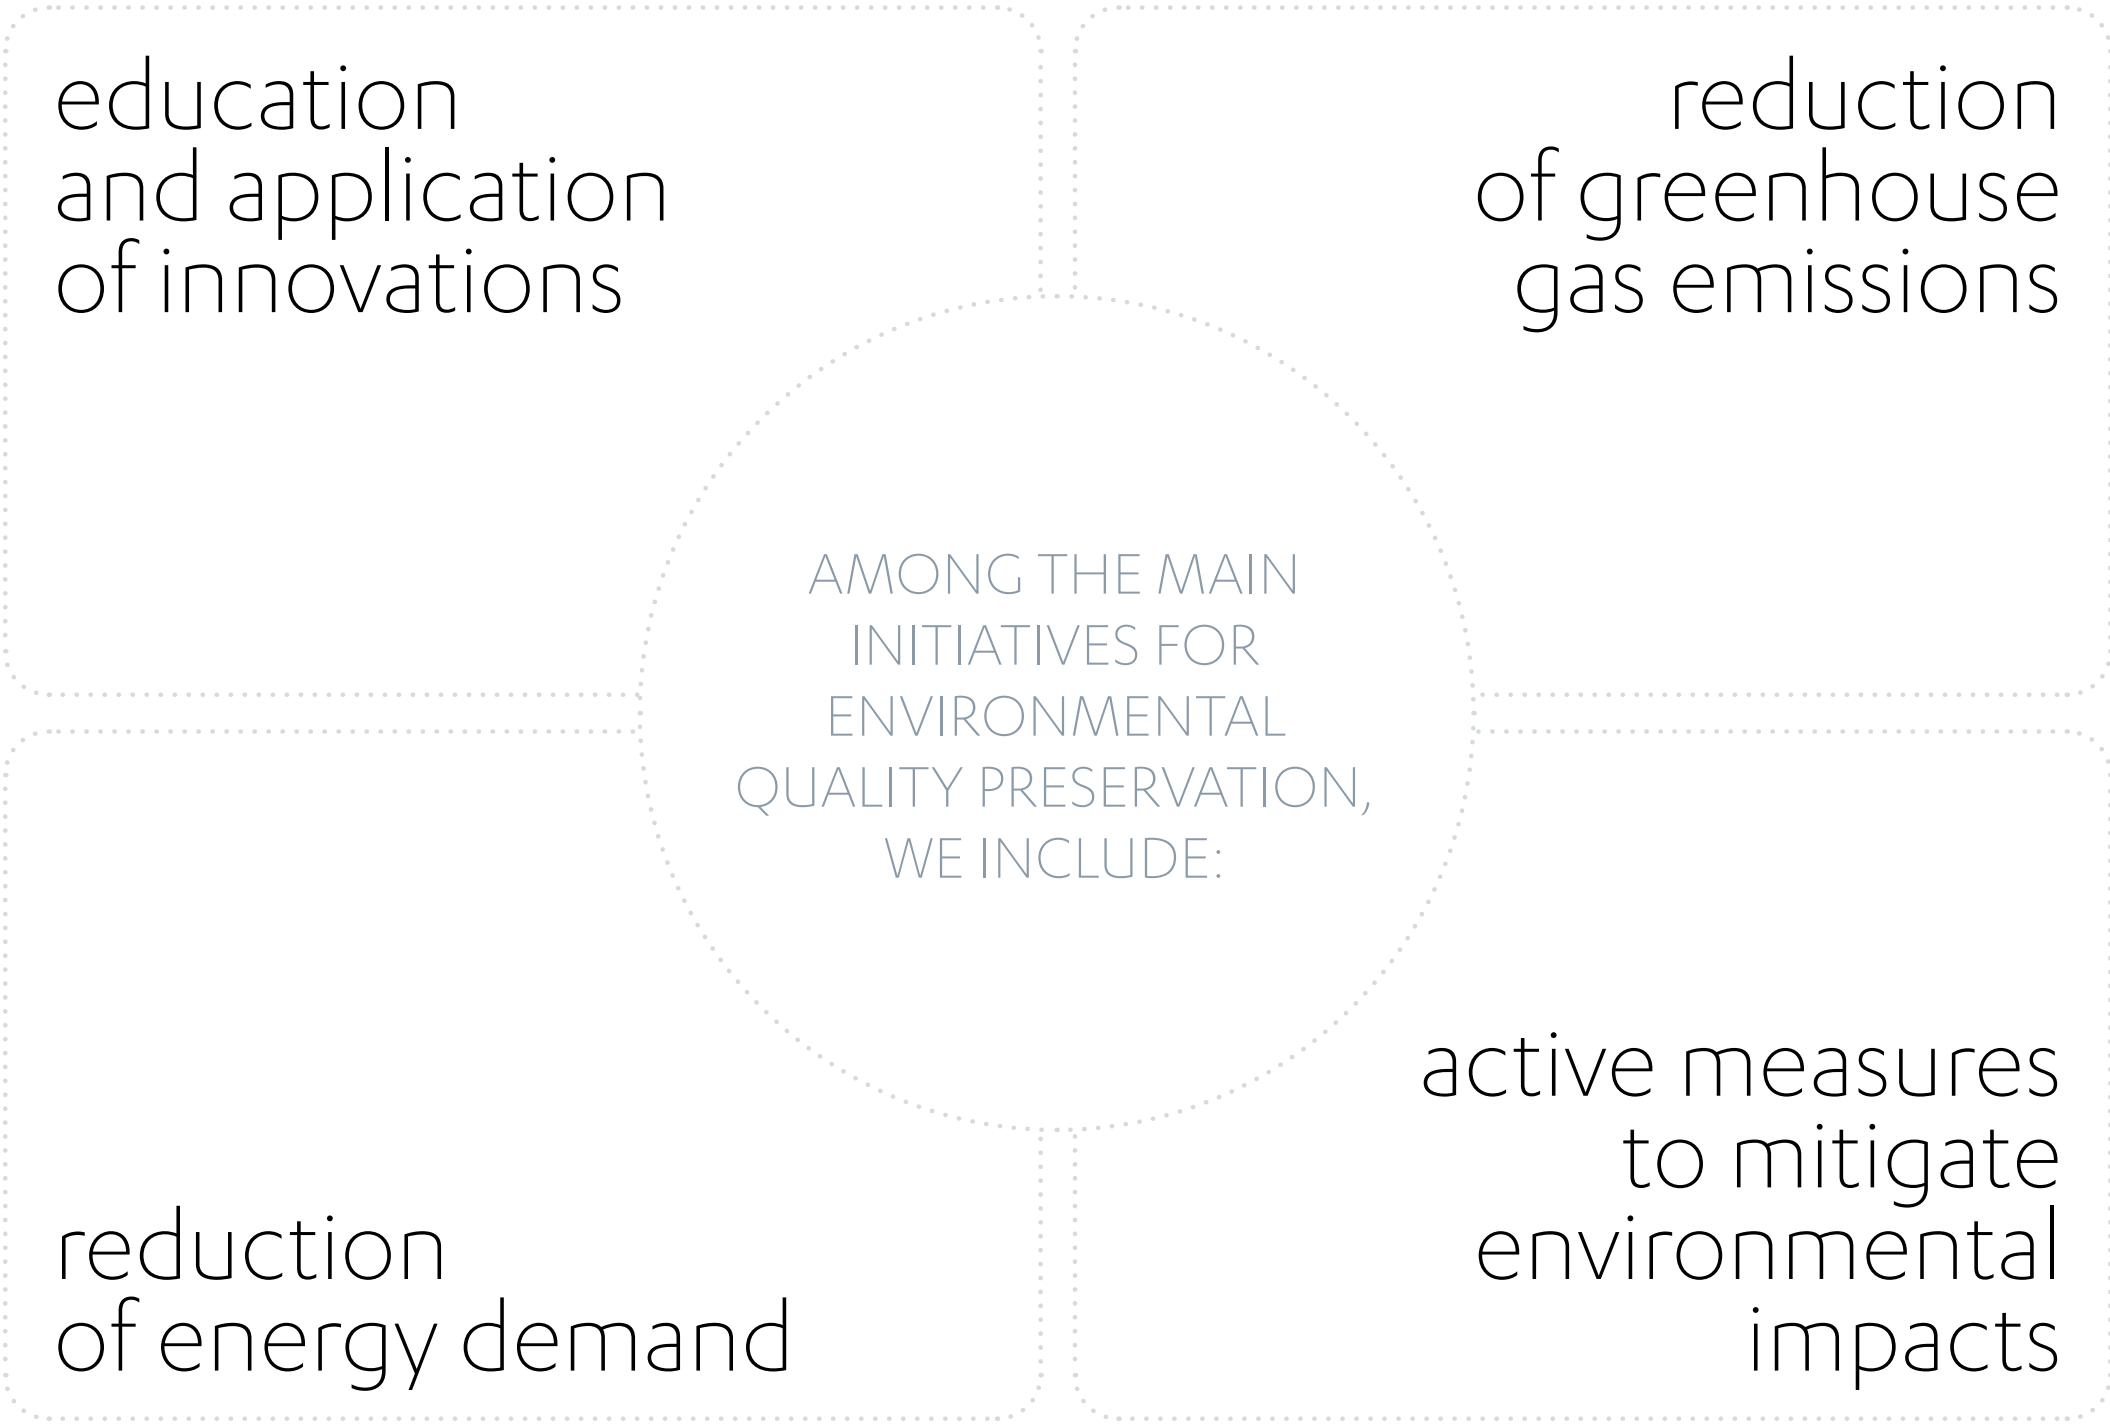 education
and application
of innovations
reduction
of greenhouse
gas emissions
AMONG THE MAIN
INITIATIVES FOR
ENVIRONMENTAL
QUALITY PRESERVATION,
WE INCLUDE:
reduction
of energy demand
active measures
to mitigate
environmental
impacts